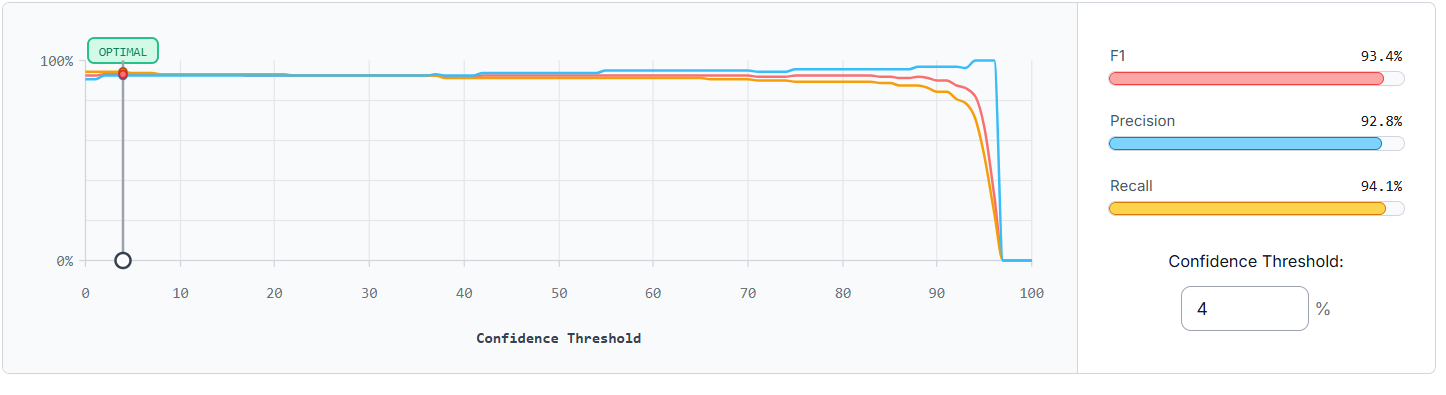 OPTIMAL
100%
0%
0 10 20 30 40 50 60 70 80 90 100
Confidence Threshold
F1 93.4%
Precision 92.8%
Recall 94.1%
Confidence Threshold:
4 %